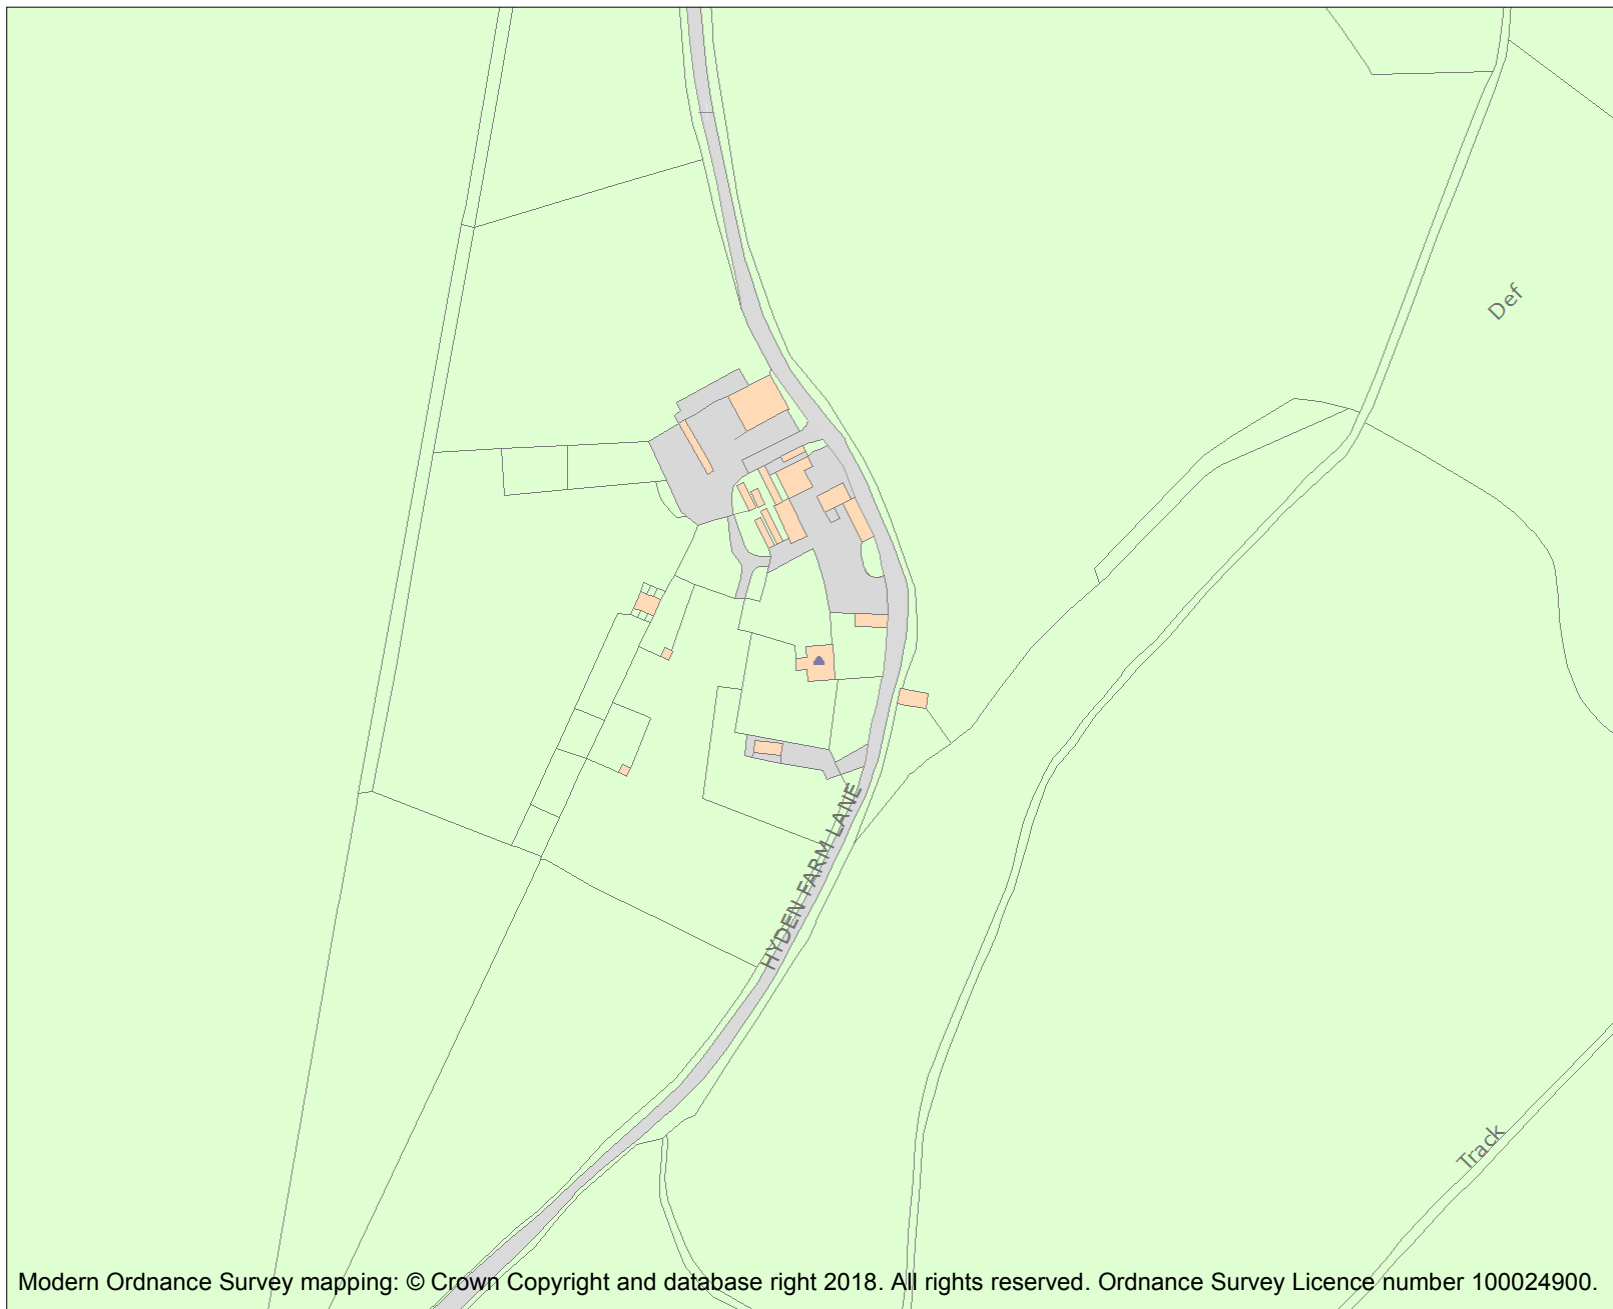 Def
HYDEN FARM LANE
Track
Modern Ordnance Survey mapping: © Crown Copyright and database right 2018. All rights reserved. Ordnance Survey Licence number 100024900.